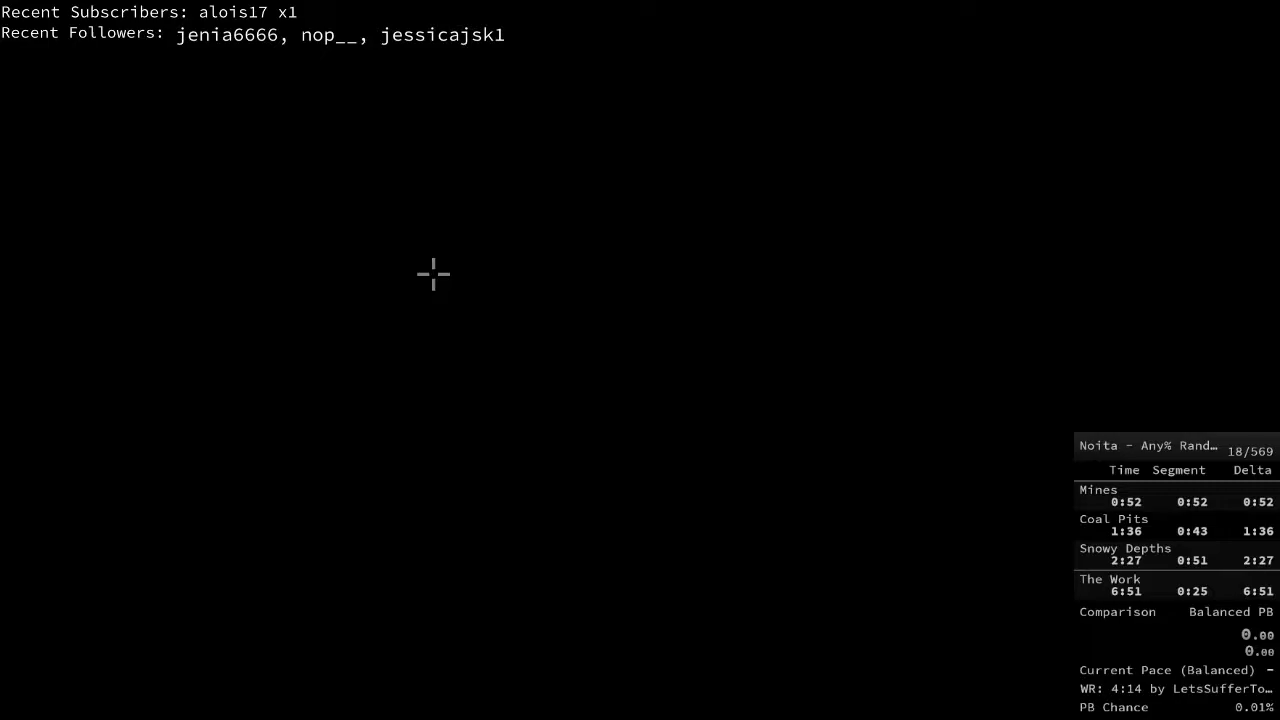 Recent Subscribers: alois17 x1
Recent Followers: jenia6666, nop__, jessicajsk1
Noita - Any% Rand… 18/569
Time Segment Delta
Mines
0:52 0:52 0:52
Coal Pits
1:36 0:43 1:36
Snowy Depths
2:27 0:51 2:27
The Work
6:51 0:25 6:51
Comparison Balanced PB
0.00
0.00
Current Pace (Balanced) -
WR: 4:14 by LetsSufferTo…
PB Chance 0.01%